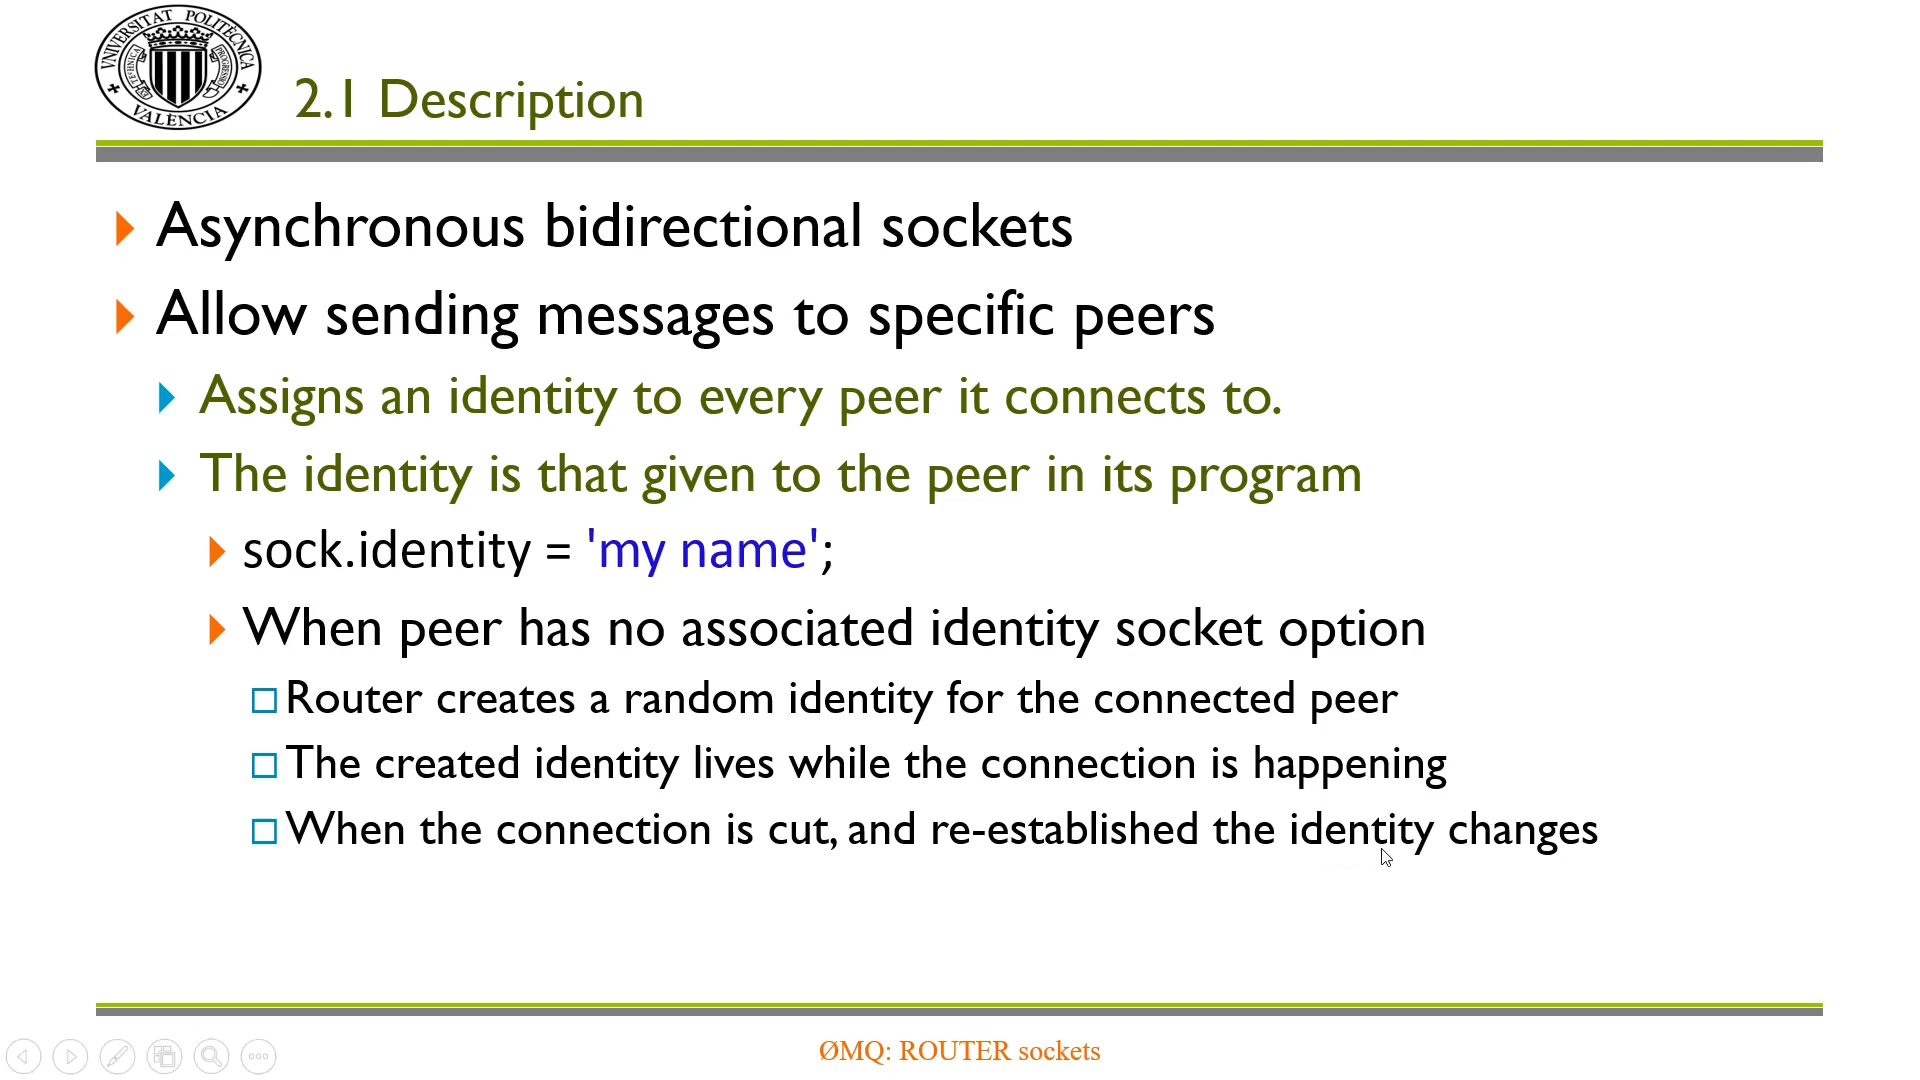 UNIVERSITAT POLITÈCNICA
VALÈNCIA
2.1 Description
Asynchronous bidirectional sockets
Allow sending messages to specific peers
Assigns an identity to every peer it connects to.
The identity is that given to the peer in its program
sock.identity = 'my name';
When peer has no associated identity socket option
Router creates a random identity for the connected peer
The created identity lives while the connection is happening
When the connection is cut, and re-established the identity changes
ØMQ: ROUTER sockets